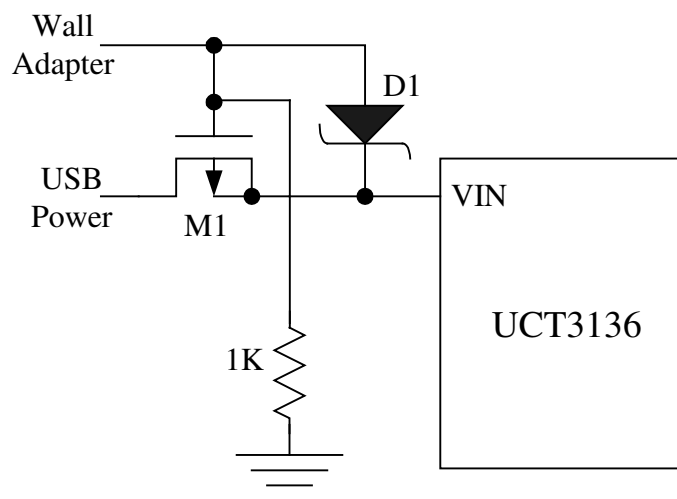 Wall
Adapter
D1
USB
Power
M1
VIN
UCT3136
1K